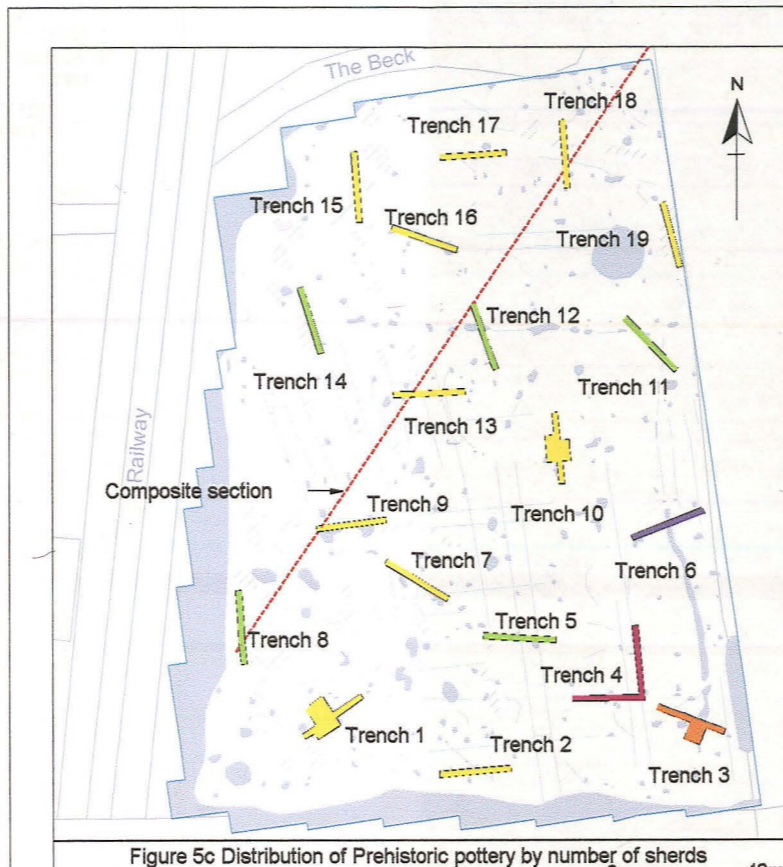 The Beck
N
Trench 18
Trench 17
Trench 15
Trench 16
Trench 19
Trench 12
Trench 14
Trench 11
Trench 13
Railway
Composite section
Trench 9
Trench 10
Trench 7
Trench 6
Trench 5
Trench 8
Trench 4
Trench 1
Trench 2
Trench 3
Figure 5c Distribution of Prehistoric pottery by number of sherds